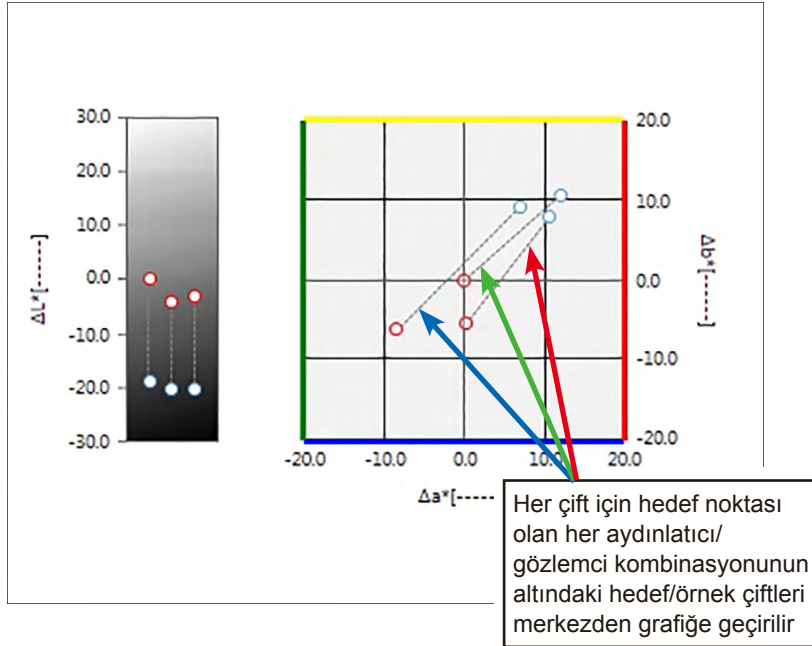 30.0
20.0
10.0
0.0
-10.0
-20.0
-30.0
ΔL*[------]
20.0
10.0
0.0
-10.0
-20.0
Δb*[-----]
-20.0
-10.0
0.0
10.0
20.0
Δa*[-----
Her çift için hedef noktası
olan her aydınlatıcı/
gözlemci kombinasyonunun
altındaki hedef/örnek çiftleri
merkezden grafiğe geçirilir